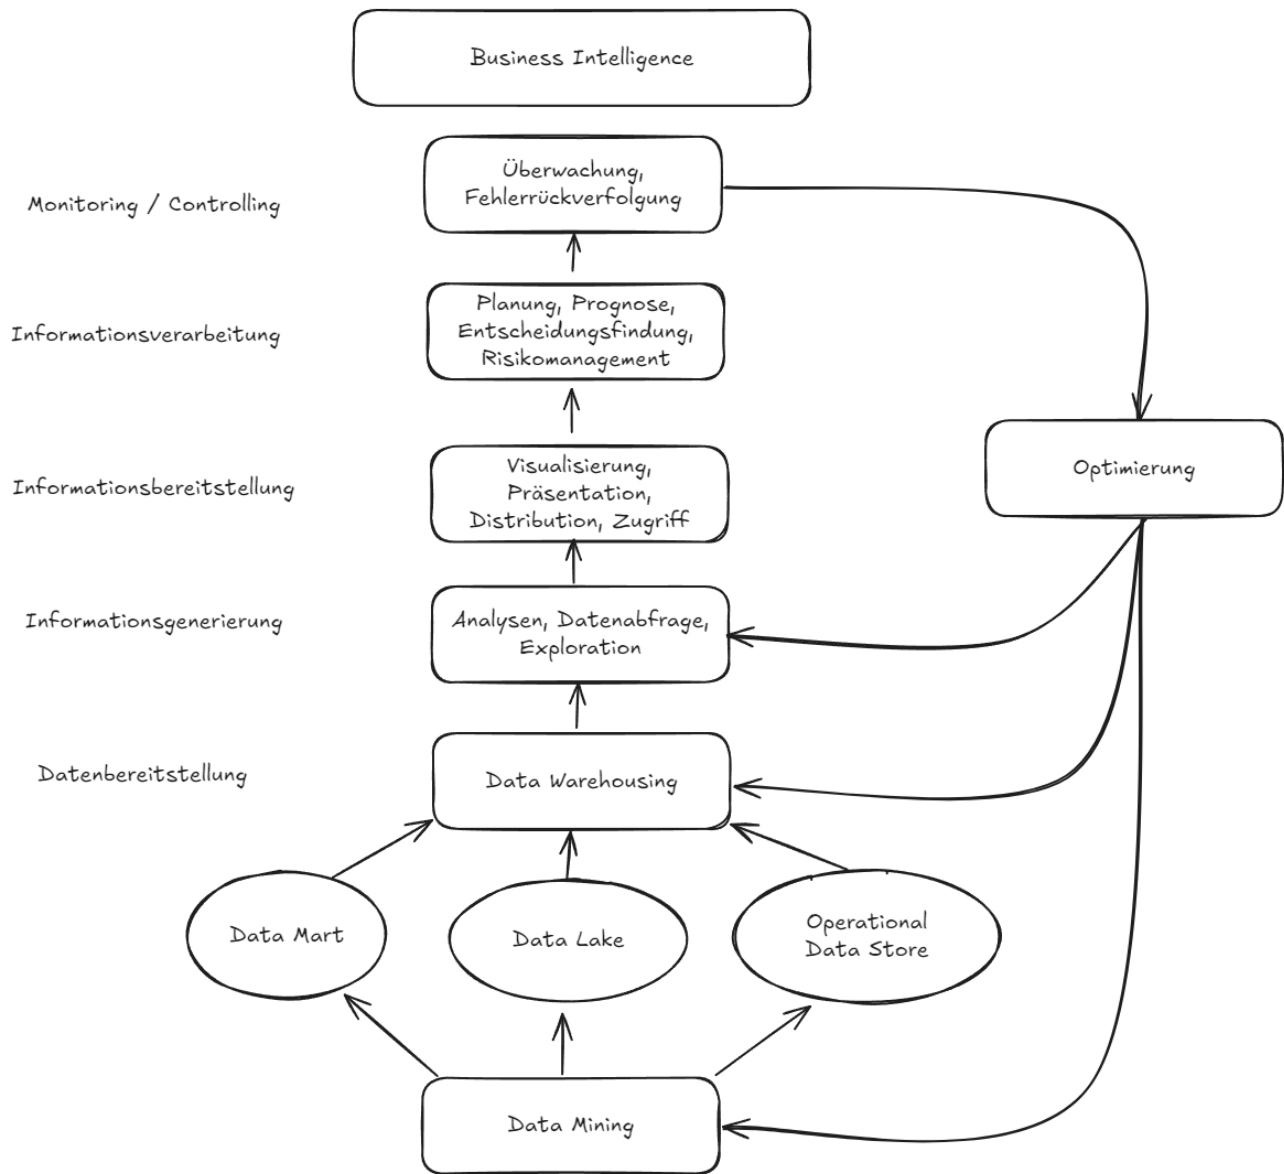 Business Intelligence
Monitoring / Controlling
Überwachung,
Fehlerrückverfolgung
Informationsverarbeitung
Planung, Prognose,
Entscheidungsfindung,
Risikomanagement
Informationsbereitstellung
Visualisierung,
Präsentation,
Distribution, Zugriff
Optimierung
Informationsgenerierung
Analysen, Datenabfrage,
Exploration
Datenbereitstellung
Data Warehousing
Data Mart
Data Lake
Operational
Data Store
Data Mining